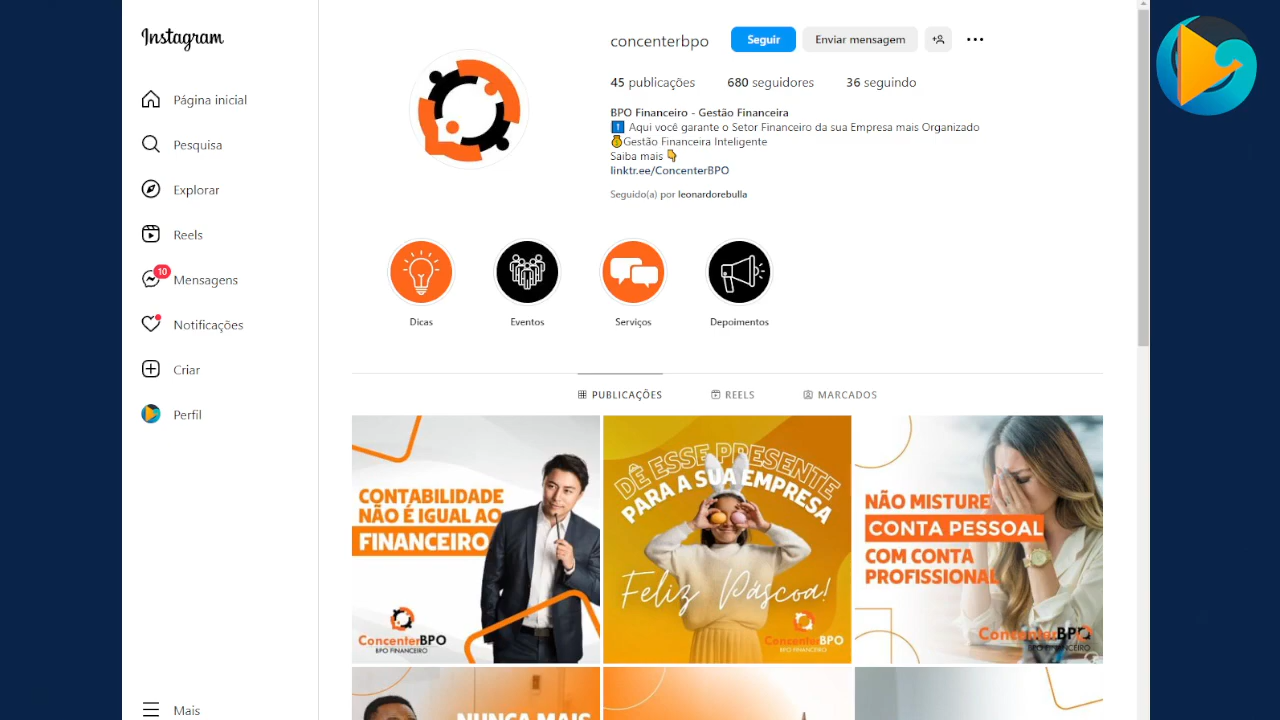 Instagram
Página inicial
Pesquisa
Explorar
Reels
10
Mensagens
Notificações
Criar
Perfil
Mais
concenterbpo
Seguir
Enviar mensagem
45 publicações
680 seguidores
36 seguindo
BPO Financeiro - Gestão Financeira
Aqui você garante o Setor Financeiro da sua Empresa mais Organizado
Gestão Financeira Inteligente
Saiba mais
linktr.ee/ConcenterBPO
Seguido(a) por leonardorebulla
Dicas
Eventos
Serviços
Depoimentos
PUBLICAÇÕES
REELS
MARCADOS
CONTABILIDADE
NÃO É IGUAL AO
FINANCEIRO
ConcenterBPO
BPO FINANCEIRO
DÊ ESSE PRESENTE
PARA A SUA EMPRESA
Feliz Páscoa!
ConcenterBPO
BPO FINANCEIRO
NÃO MISTURE
CONTA PESSOAL
COM CONTA
PROFISSIONAL
ConcenterBPO
BPO FINANCEIRO
NUNCA MAIS